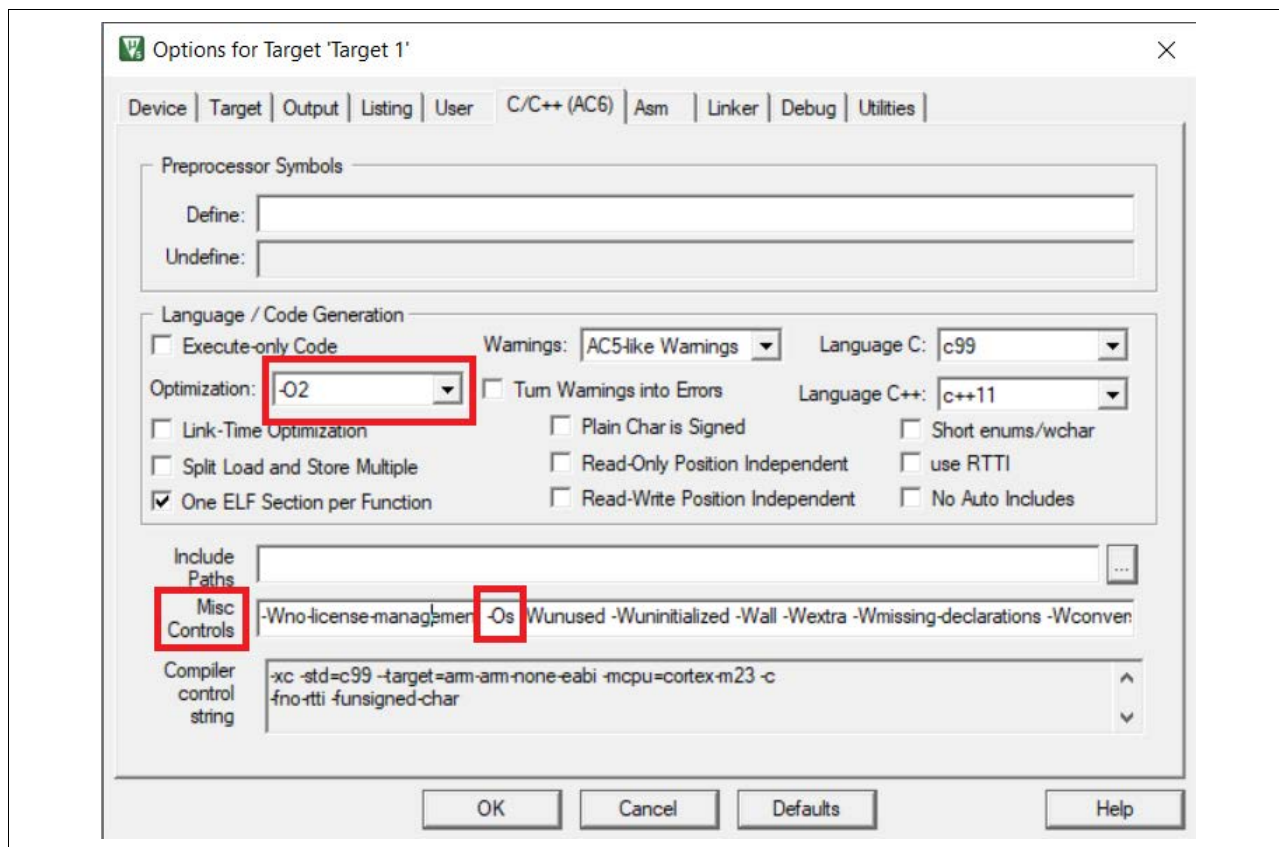 Options for Target 'Target 1'
Device Target Output Listing User C/C++ (AC6) Asm Linker Debug Utilities
Preprocessor Symbols
Define:
Undefine:
Language / Code Generation
Execute-only Code Warnings: AC5-like Warnings Language C: c99
Optimization: -O2 Turn Warnings into Errors Language C++: c++11
Link-Time Optimization Plain Char is Signed Short enums/wchar
Split Load and Store Multiple Read-Only Position Independent use RTTI
One ELF Section per Function Read-Write Position Independent No Auto Includes
Include
Paths
...
Misc
Controls
-Wno-license-managemen -Os Wunused -Wuninitialized -Wall -Wextra -Wmissing-declarations -Wconver
Compiler
control
string
-xc -std=c99 --target=arm-arm-none-eabi -mcpu=cortex-m23 -c
-fno-rtti -funsigned-char
OK Cancel Defaults Help